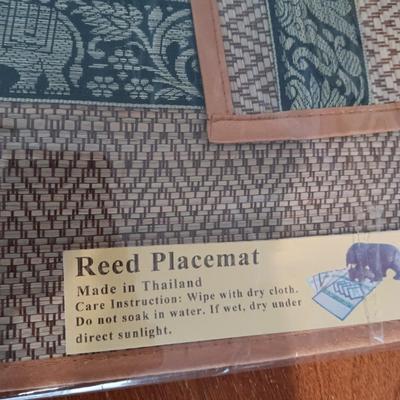 Reed Placemat
Made in Thailand
Care Instruction: Wipe with dry cloth.
Do not soak in water. If wet, dry under
direct sunlight.